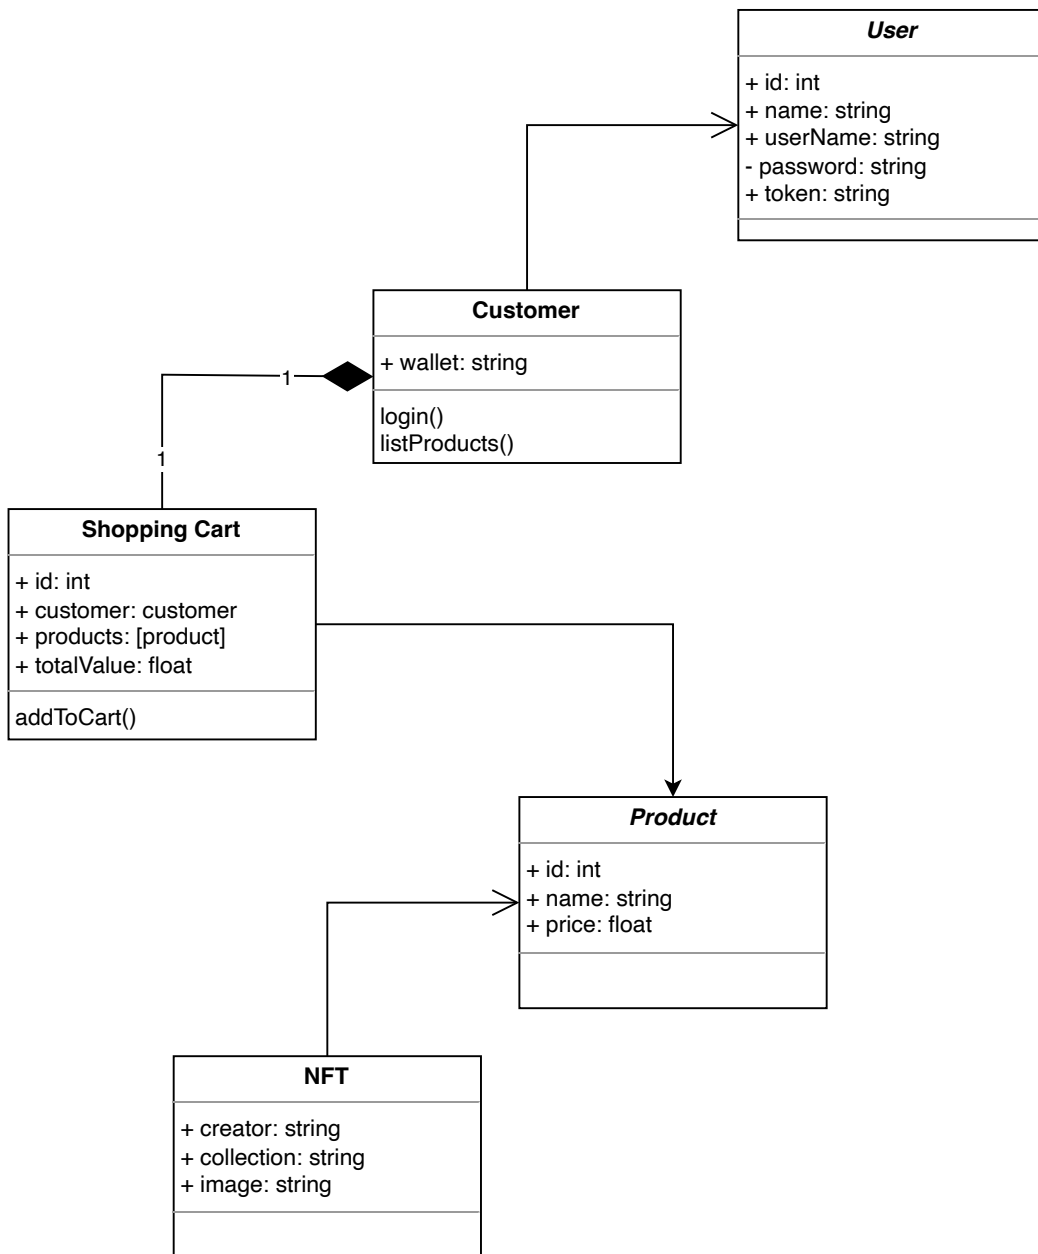 User
+ id: int
+ name: string
+ userName: string
- password: string
+ token: string
Customer
+ wallet: string
login()
listProducts()
1
1
Shopping Cart
+ id: int
+ customer: customer
+ products: [product]
+ totalValue: float
addToCart()
Product
+ id: int
+ name: string
+ price: float
NFT
+ creator: string
+ collection: string
+ image: string